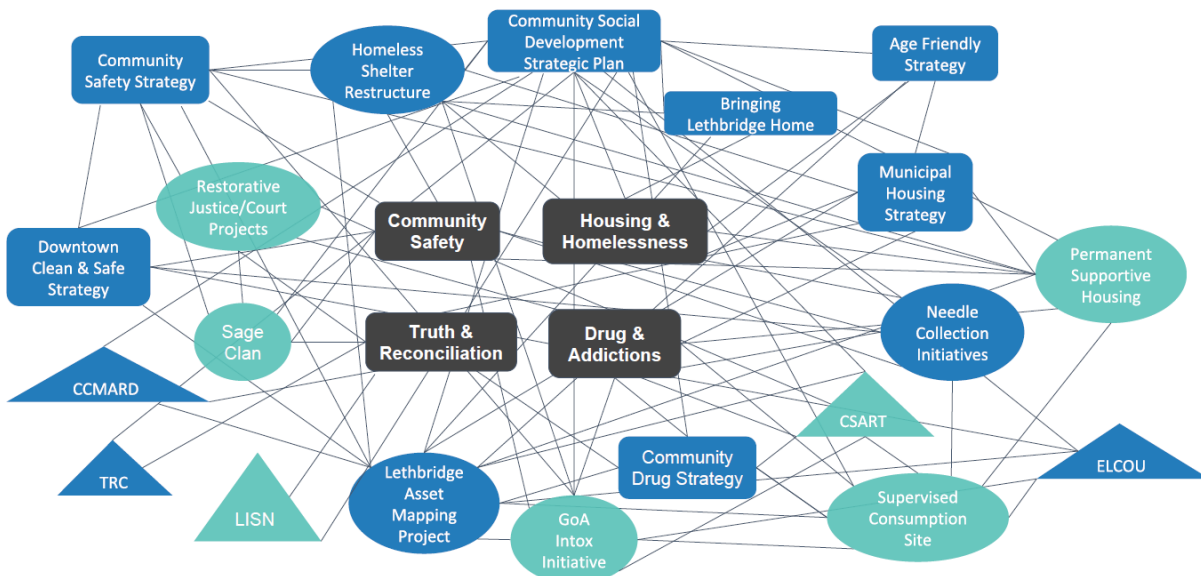 Community
Safety Strategy
Homeless
Shelter
Restructure
Community Social
Development
Strategic Plan
Age Friendly
Strategy
Bringing
Lethbridge Home
Restorative
Justice/Court
Projects
Community
Safety
Housing &
Homelessness
Municipal
Housing
Strategy
Downtown
Clean & Safe
Strategy
Permanent
Supportive
Housing
Sage
Clan
Truth &
Reconciliation
Drug &
Addictions
Needle
Collection
Initiatives
CCMARD
CSART
TRC
LISN
Lethbridge
Asset
Mapping
Project
GoA
Intox
Initiative
Community
Drug Strategy
Supervised
Consumption
Site
ELCOU